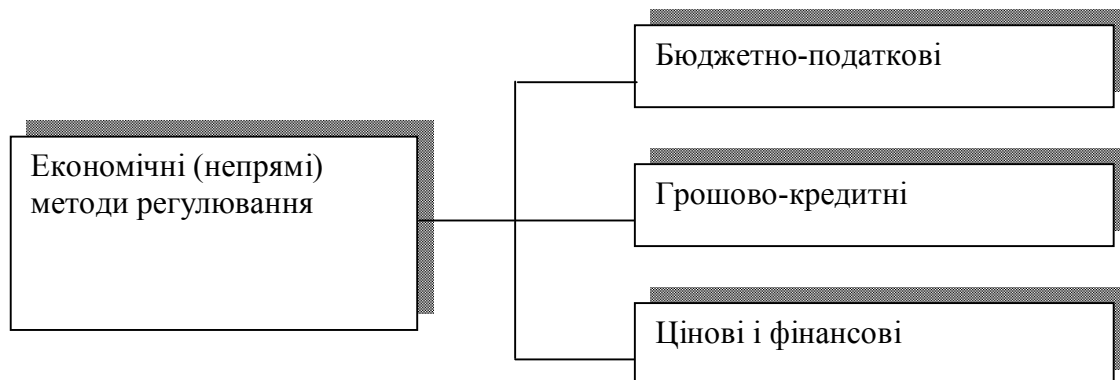 Економічні (непрямі)
методи регулювання
Бюджетно-податкові
Грошово-кредитні
Цінові і фінансові